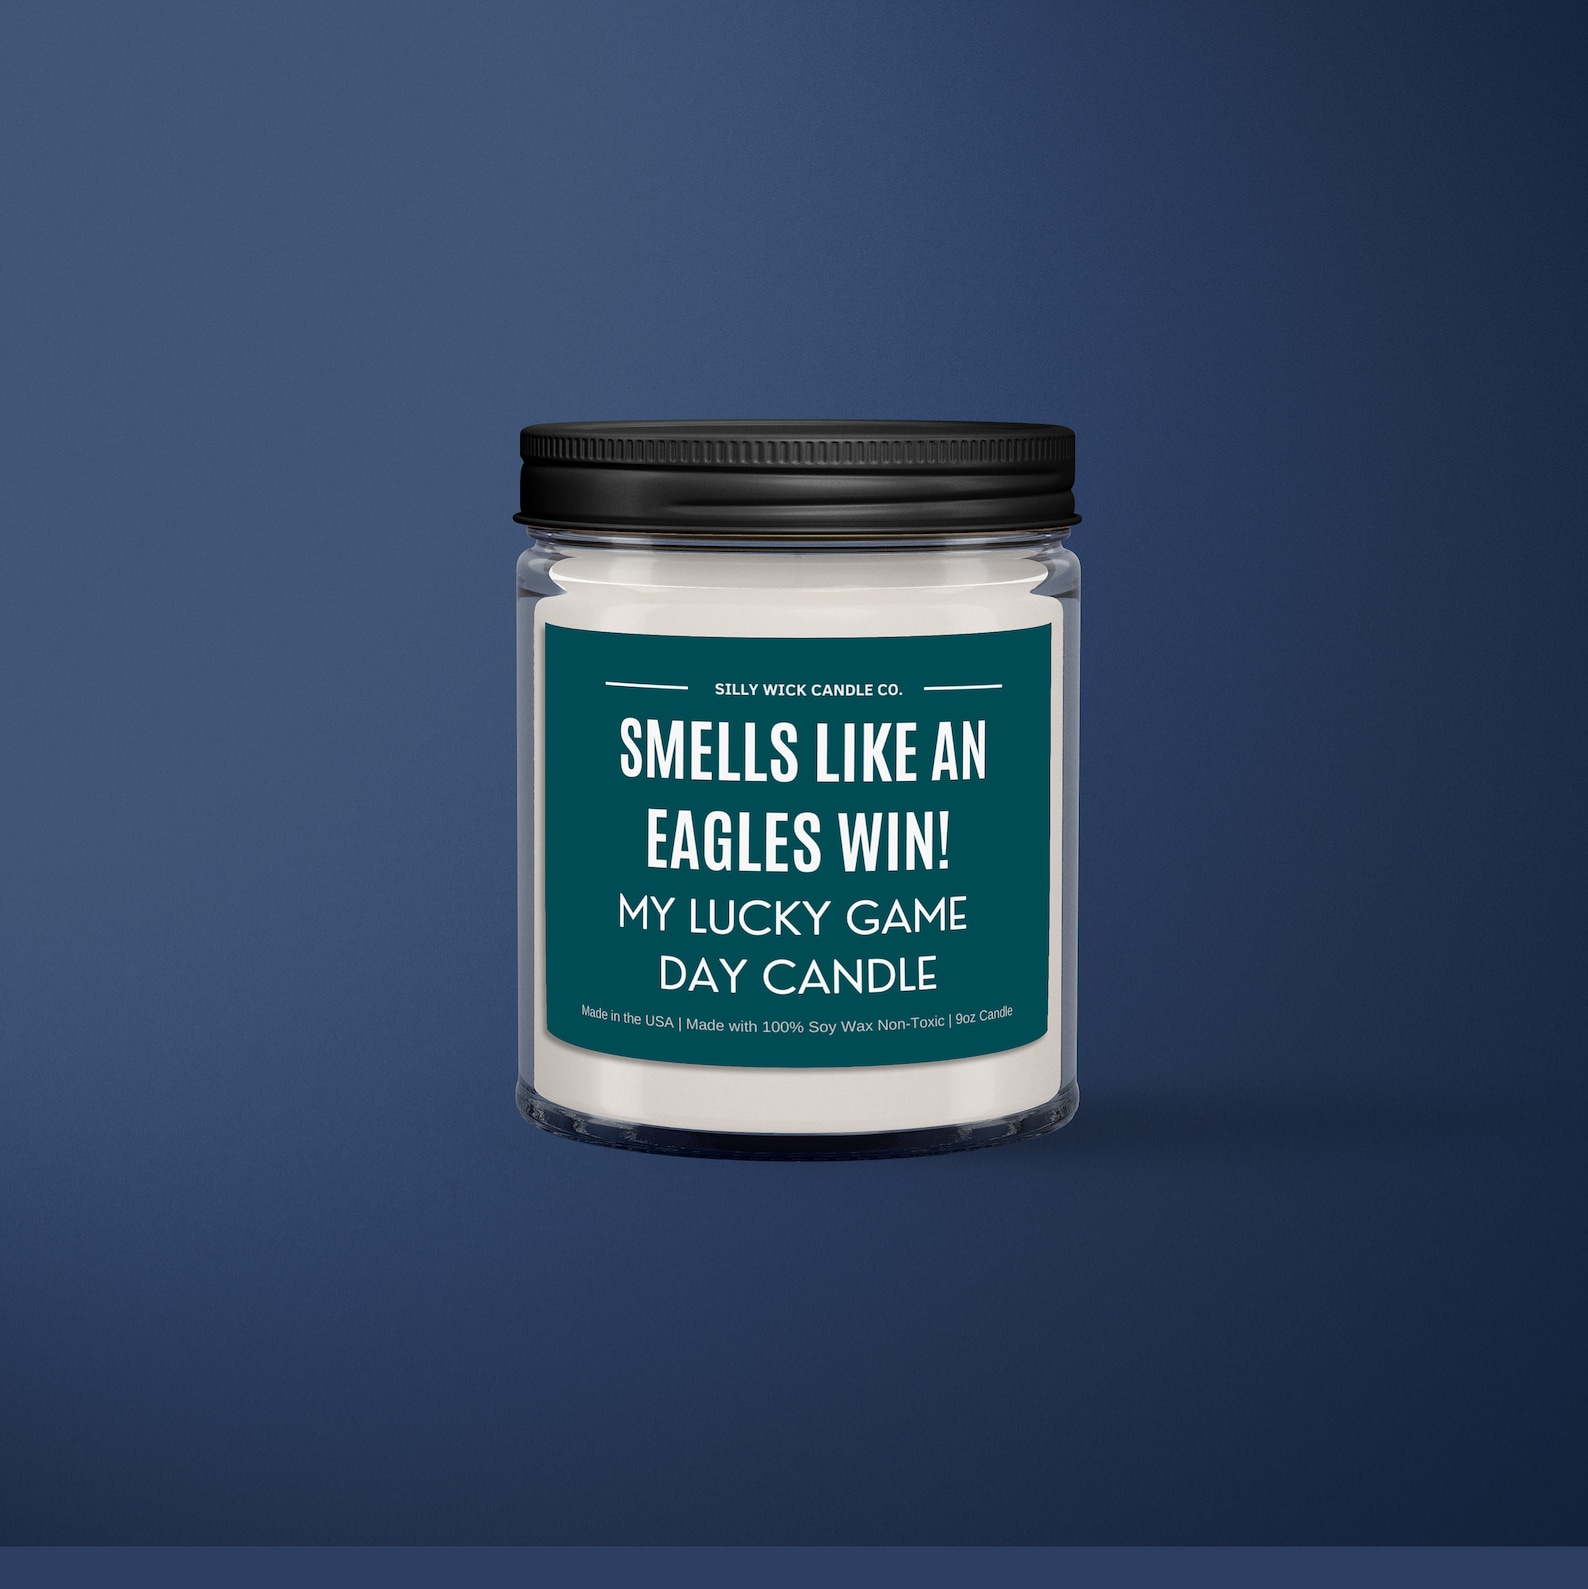 SILLY WICK CANDLE CO.
SMELLS LIKE AN
EAGLES WIN!
MY LUCKY GAME
DAY CANDLE
Made in the USA | Made with 100% Soy Wax Non-Toxic | 9oz Candle